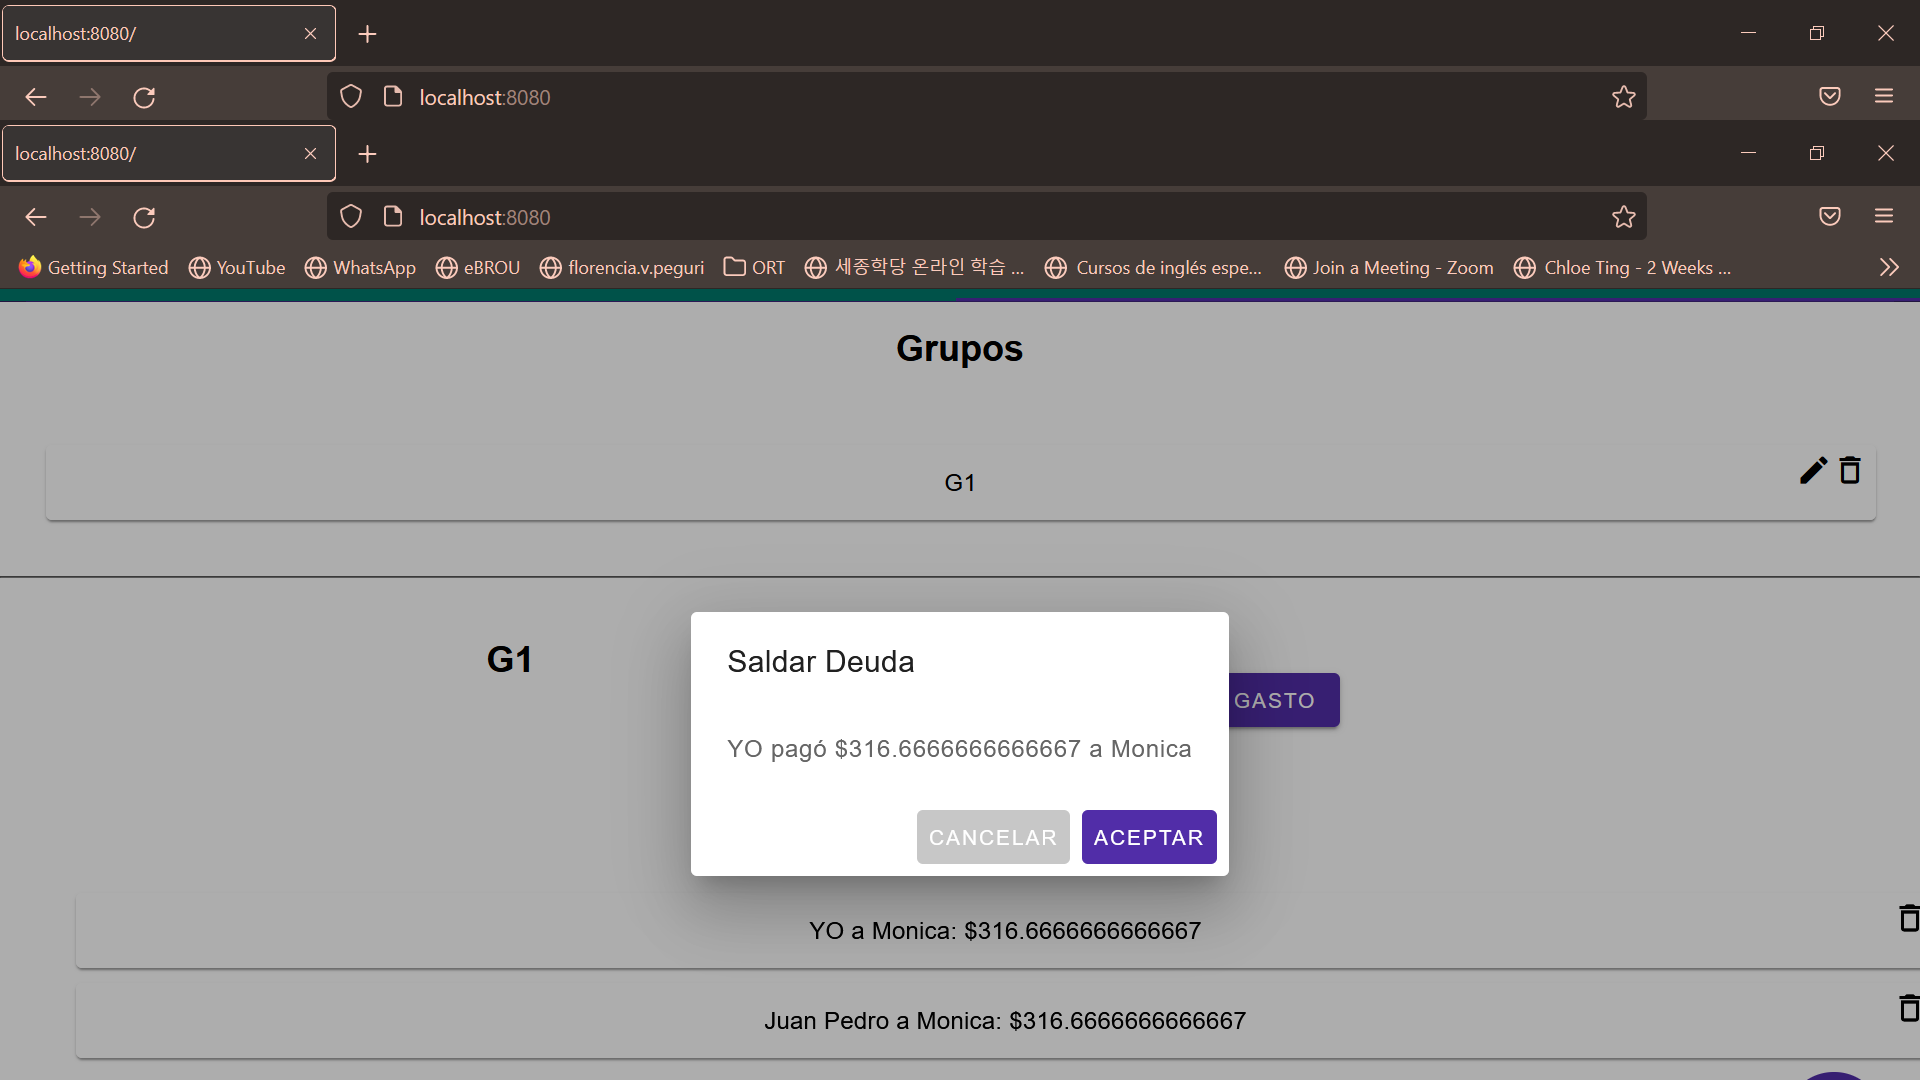 localhost:8080/
localhost:8080
localhost:8080/
localhost:8080
Getting Started YouTube WhatsApp eBROU florencia.v.peguri ORT 세종학당 온라인 학습 ... Cursos de inglés espe... Join a Meeting - Zoom Chloe Ting - 2 Weeks ...
Grupos
G1
G1
GASTO
Saldar Deuda
YO pagó $316.6666666666667 a Monica
CANCELAR ACEPTAR
YO a Monica: $316.6666666666667
Juan Pedro a Monica: $316.6666666666667